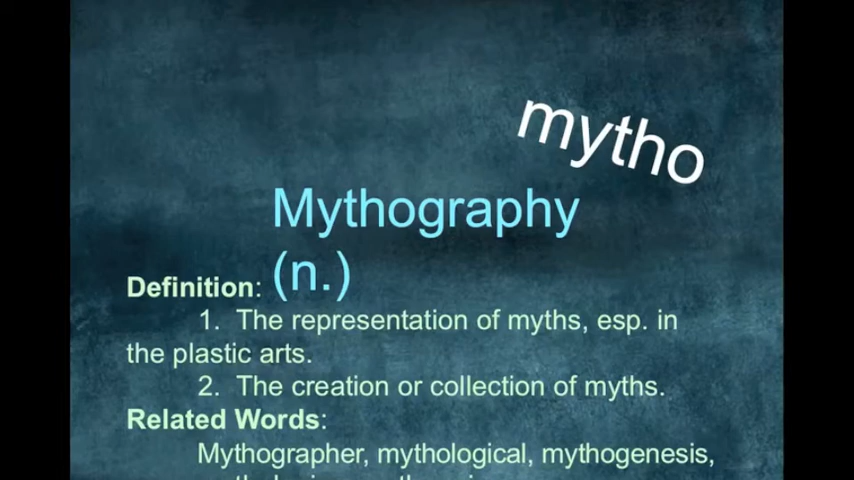 mytho
Mythography
(n.)
Definition:
1. The representation of myths, esp. in
the plastic arts.
2. The creation or collection of myths.
Related Words:
Mythographer, mythological, mythogenesis,